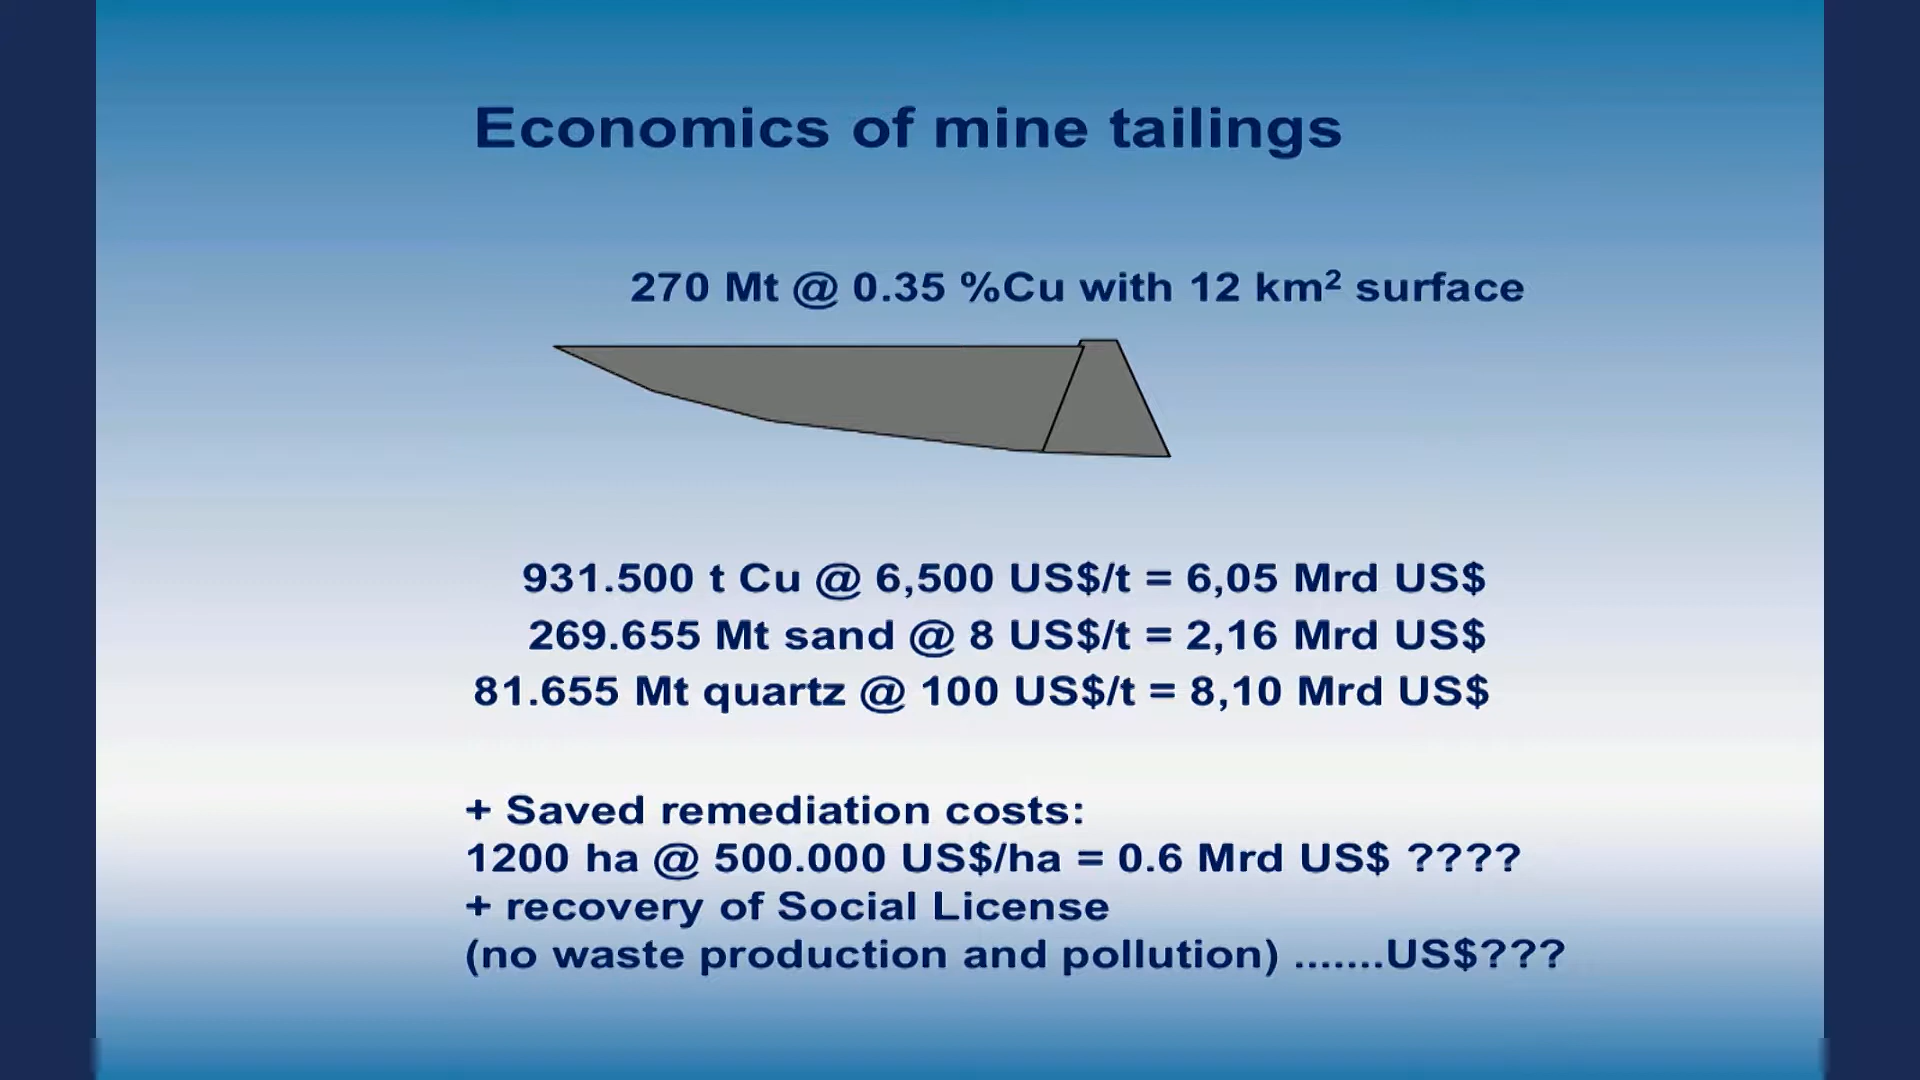 Economics of mine tailings
270 Mt @ 0.35 %Cu with 12 km² surface
931.500 t Cu @ 6,500 US$/t = 6,05 Mrd US$
269.655 Mt sand @ 8 US$/t = 2,16 Mrd US$
81.655 Mt quartz @ 100 US$/t = 8,10 Mrd US$
+ Saved remediation costs:
1200 ha @ 500.000 US$/ha = 0.6 Mrd US$ ????
+ recovery of Social License
(no waste production and pollution) .......US$???